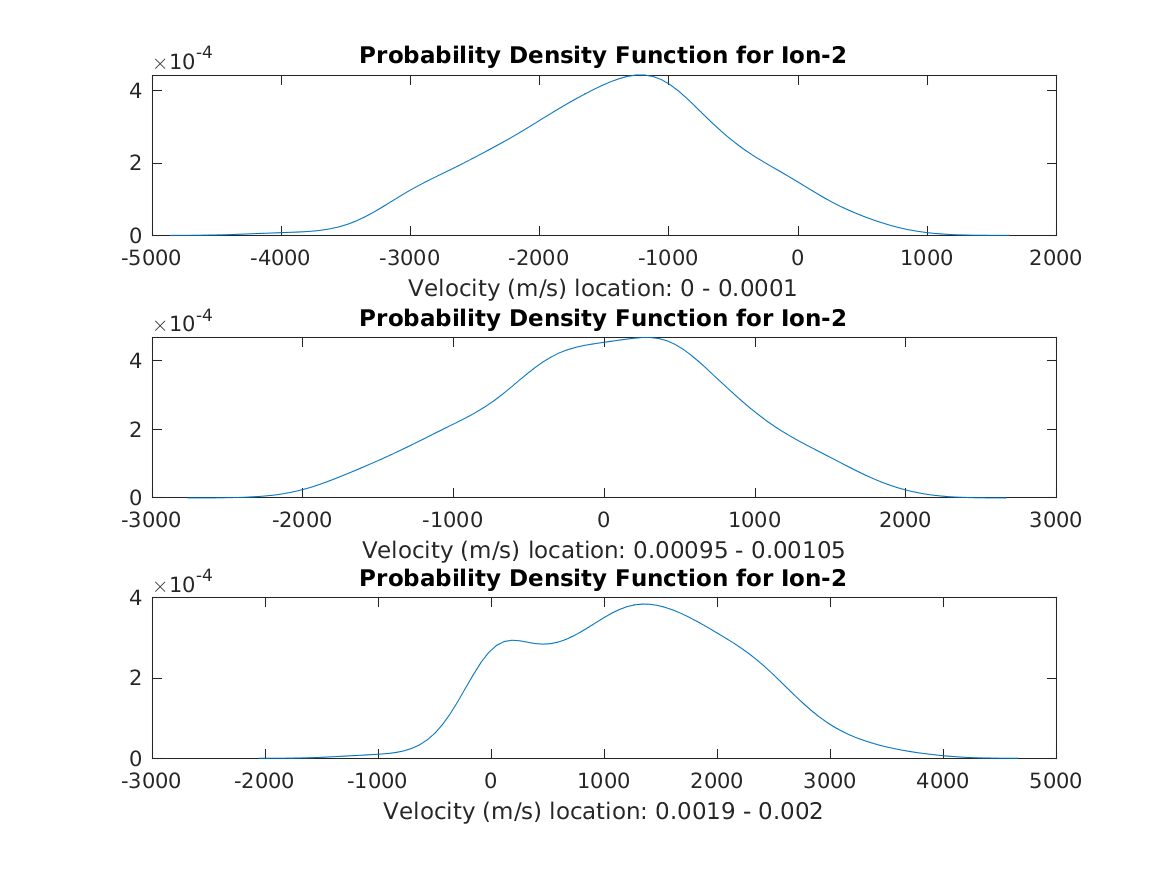 Probability Density Function for Ion-2
×10-4
4
2
0
-5000 -4000 -3000 -2000 -1000 0 1000 2000
Velocity (m/s) location: 0 - 0.0001
Probability Density Function for Ion-2
×10-4
4
2
0
-3000 -2000 -1000 0 1000 2000 3000
Velocity (m/s) location: 0.00095 - 0.00105
Probability Density Function for Ion-2
×10-4
4
2
0
-3000 -2000 -1000 0 1000 2000 3000 4000 5000
Velocity (m/s) location: 0.0019 - 0.002